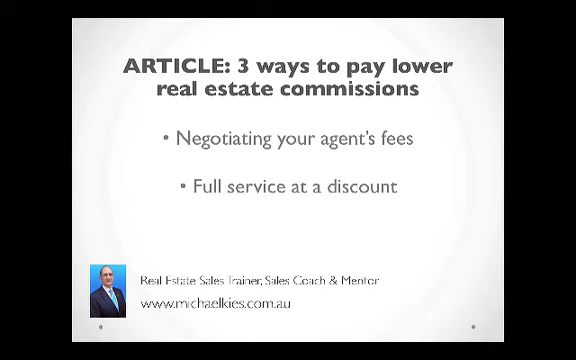 ARTICLE: 3 ways to pay lower
real estate commissions
• Negotiating your agent's fees
• Full service at a discount
Real Estate Sales Trainer, Sales Coach & Mentor
www.michaelkies.com.au